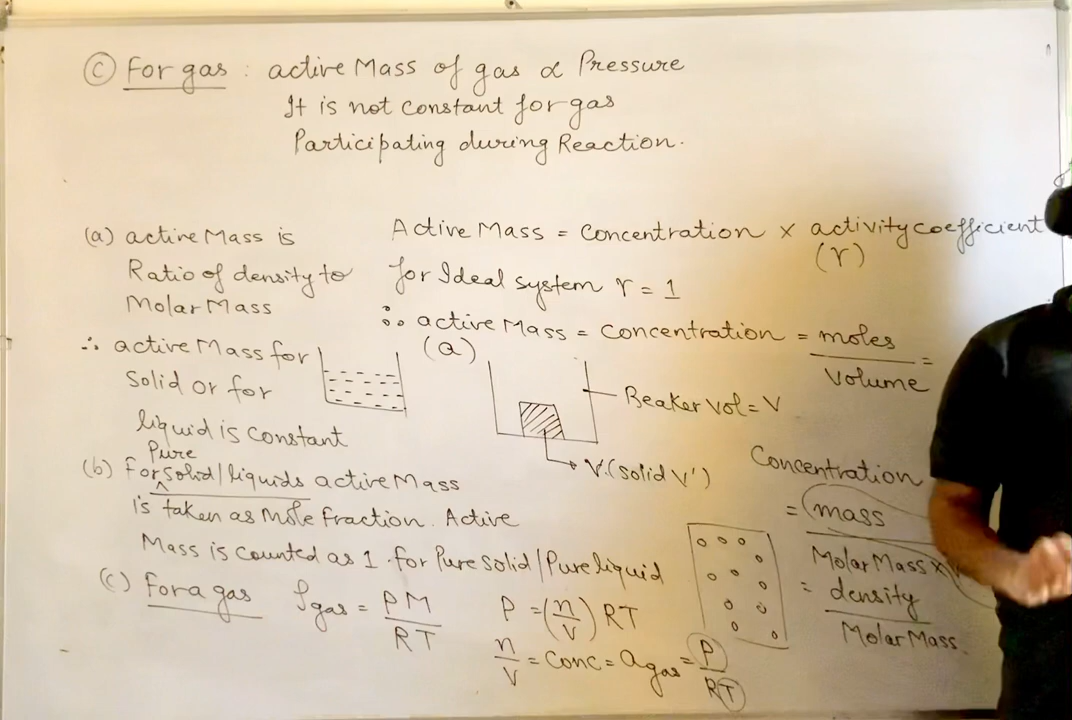 (c) For gas : active Mass of gas ∝ Pressure
It is not constant for gas
Participating during Reaction.
(a) active Mass is
Ratio of density to
Molar Mass
∴ active Mass for
Solid or for
liquid is constant
Active Mass = Concentration × activity coefficient
(r)
for Ideal system r = 1
∴ active Mass = Concentration = moles / Volume =
(a)
Beaker Vol = V
V' (solid V')
Pure
(b) For solid/liquids active Mass
is taken as Mole fraction. Active
Mass is counted as 1 for Pure solid/Pure liquid
(c) For a gas ρgas = PM / RT
P = (n/V) RT
n/V = Conc = agas = P / RT
Concentration
= mass / Molar Mass ×
= density / Molar Mass.